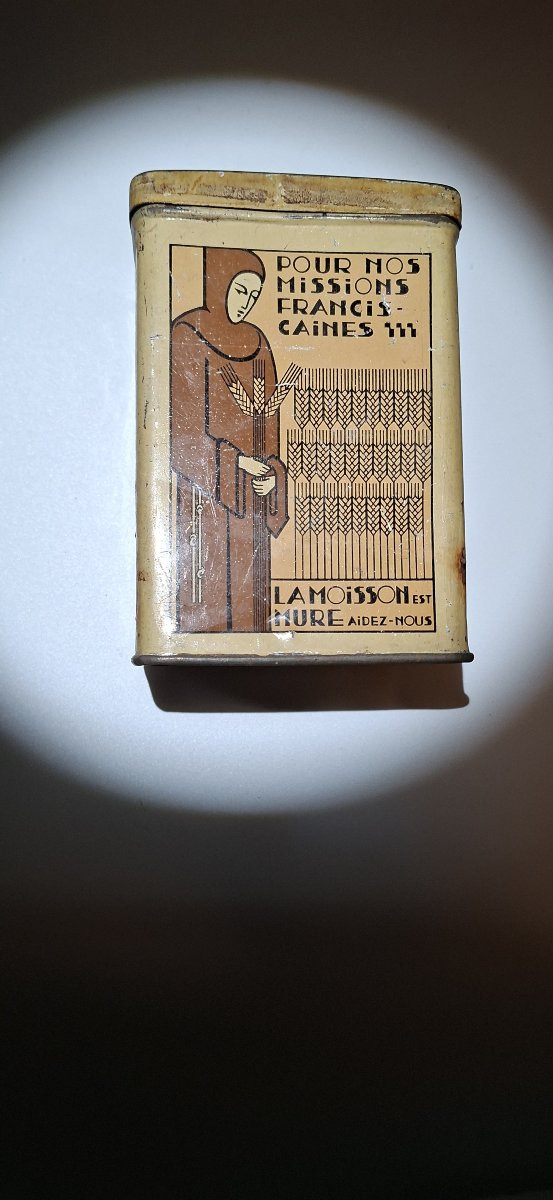 POUR NOS
MiSSiONS
FRANCiS-
CAiNES
LA MOiSSON EST
MURE AiDEZ-NOUS